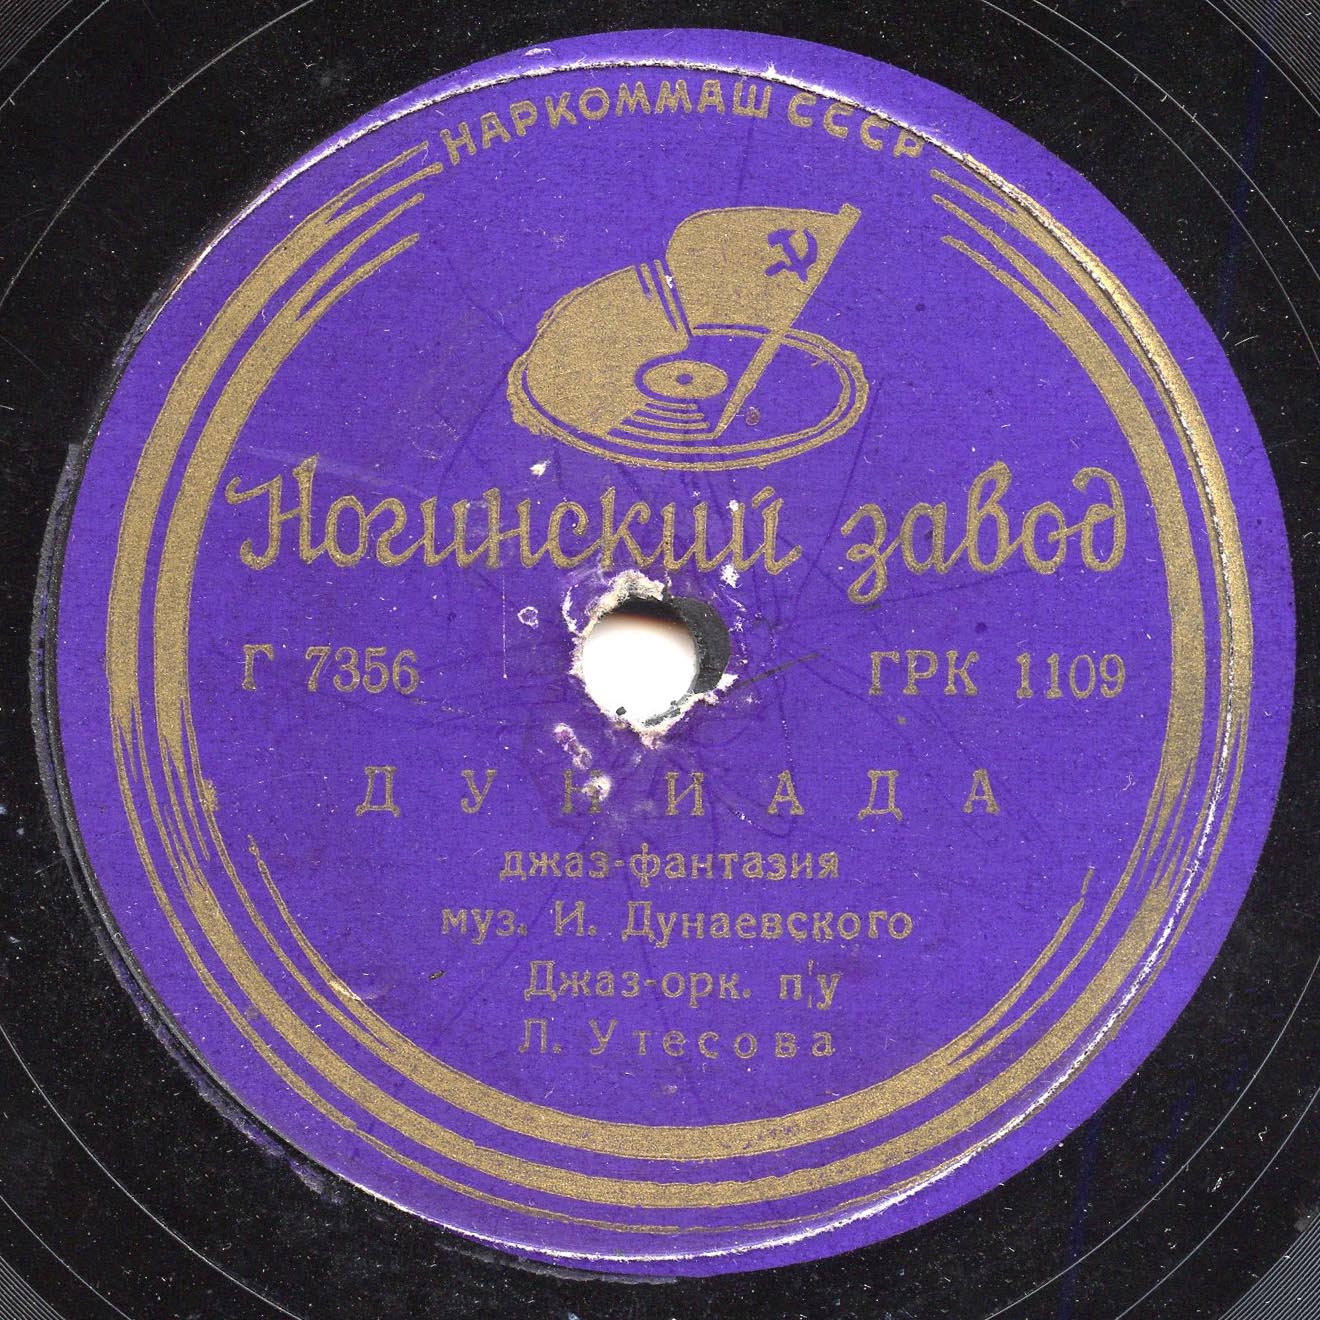 НАРКОММАШ СССР
Ногинский завод
Г 7356 ГРК 1109
ДУНИАДА
джаз-фантазия
муз. И. Дунаевского
Джаз-орк. п/у
Л. Утесова